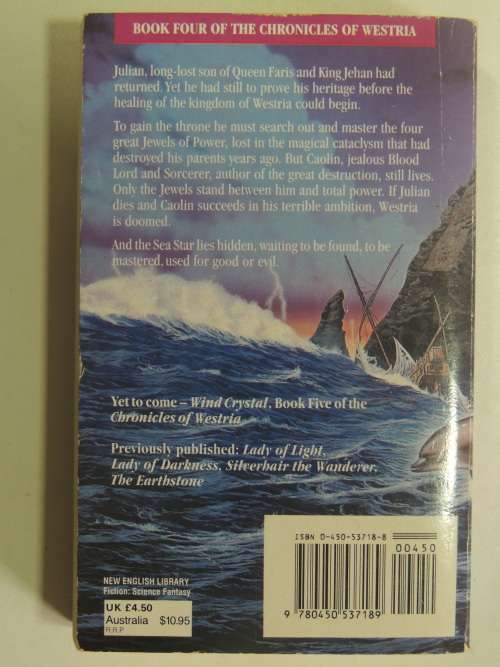 BOOK FOUR OF THE CHRONICLES OF WESTRIA
Julian, long-lost son of Queen Faris and King Jehan had
returned. Yet he had still to prove his heritage before the
healing of the kingdom of Westria could begin.
To gain the throne he must search out and master the four
great Jewels of Power, lost in the magical cataclysm that had
destroyed his parents years ago. But Caolin, jealous Blood
Lord and Sorcerer, author of the great destruction, still lives.
Only the Jewels stand between him and total power. If Julian
dies and Caolin succeeds in his terrible ambition, Westria
is doomed.
And the Sea Star lies hidden, waiting to be found, to be
mastered, used for good or evil.
Yet to come – Wind Crystal, Book Five of the
Chronicles of Westria
Previously published: Lady of Light,
Lady of Darkness, Silverhair the Wanderer,
The Earthstone
ISBN 0-450-53718-8
00450
9 780450 537189
NEW ENGLISH LIBRARY
Fiction: Science Fantasy
UK £4.50
Australia $10.95
R.R.P.